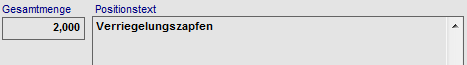 Gesamtmenge Positionstext
2,000 Verriegelungszapfen